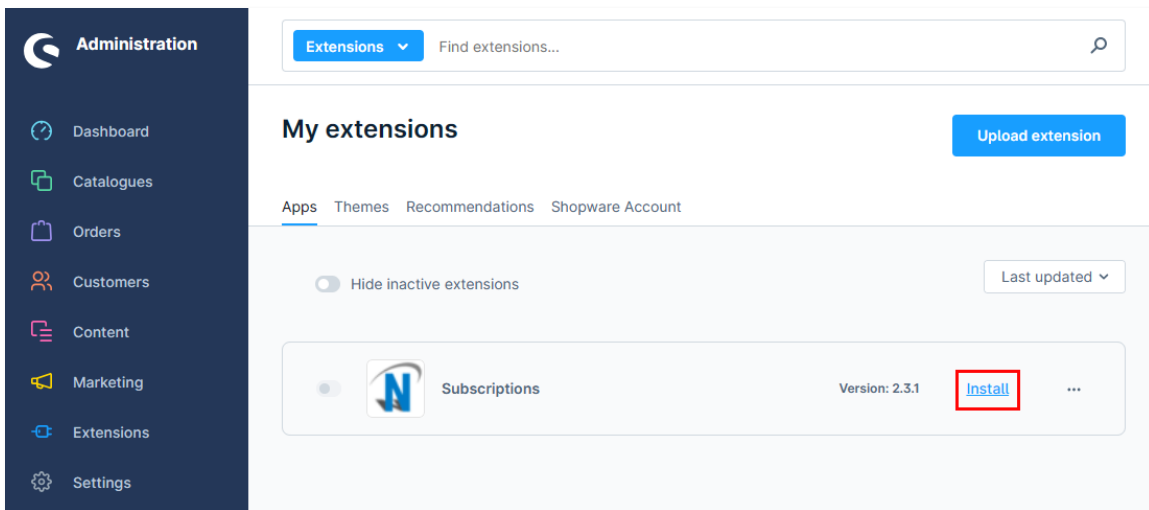 Administration
Dashboard
Catalogues
Orders
Customers
Content
Marketing
Extensions
Settings
Extensions Find extensions...
My extensions
Upload extension
Apps Themes Recommendations Shopware Account
Hide inactive extensions
Last updated
N Subscriptions Version: 2.3.1 Install ...